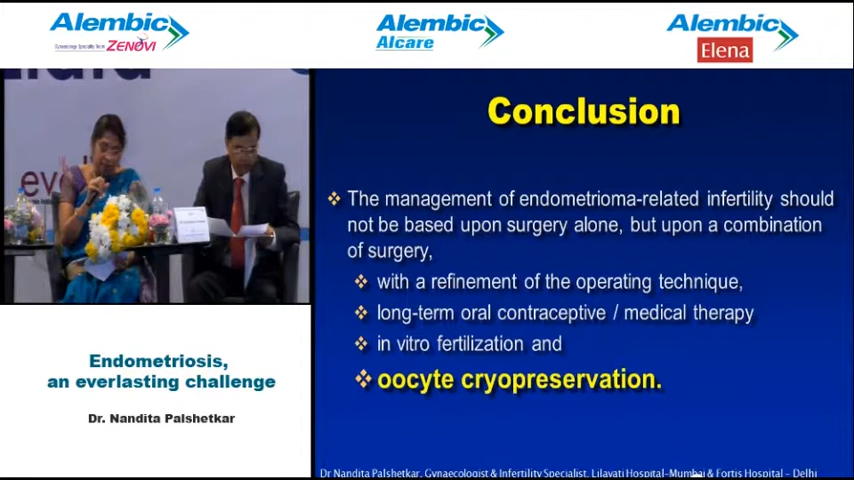 Alembic
Gynaecology Specialty Team ZENOVI
Alembic
Alcare
Alembic
Elena
Conclusion
The management of endometrioma-related infertility should
not be based upon surgery alone, but upon a combination
of surgery,
with a refinement of the operating technique,
long-term oral contraceptive / medical therapy
in vitro fertilization and
oocyte cryopreservation.
Endometriosis,
an everlasting challenge
Dr. Nandita Palshetkar
Dr Nandita Palshetkar, Gynaecologist & Infertility Specialist, Lilavati Hospital-Mumbai & Fortis Hospital - Delhi